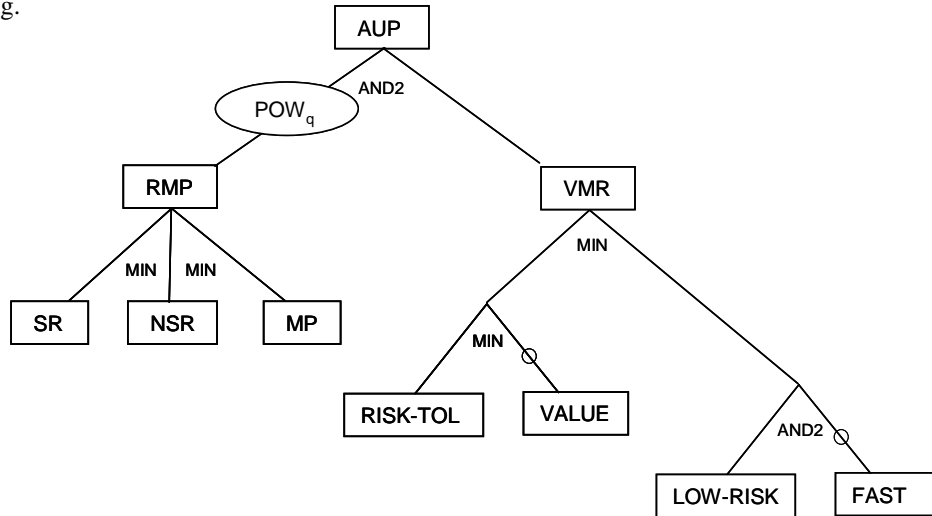 g.
AUP
AND2
POWq
RMP
VMR
MIN MIN
MIN
SR NSR MP
MIN
RISK-TOL VALUE
AND2
LOW-RISK FAST